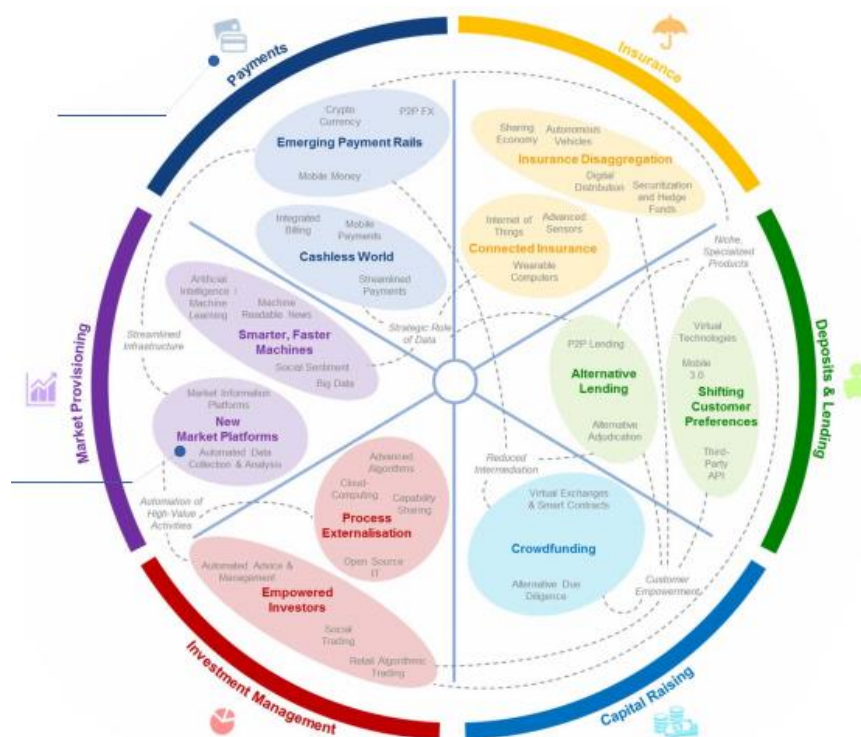 Payments
Insurance
Crypto
Currency
P2P FX
Emerging Payment Rails
Mobile Money
Sharing
Economy
Autonomous
Vehicles
Insurance Disaggregation
Digital
Distribution
Securitization
and Hedge
Funds
Integrated
Billing
Mobile
Payments
Cashless World
Streamlined
Payments
Internet of
Things
Advanced
Sensors
Connected Insurance
Wearable
Computers
Niche,
Specialized
Products
Market Provisioning
Artificial
Intelligence /
Machine
Learning
Machine
Readable News
Smarter, Faster
Machines
Social Sentiment
Big Data
Streamlined
Infrastructure
Strategic Role
of Data
Deposits & Lending
P2P Lending
Alternative
Lending
Alternative
Adjudication
Virtual
Technologies
Mobile
3.0
Shifting
Customer
Preferences
Third-
Party
API
Market Information
Platforms
New
Market Platforms
Automated Data
Collection & Analysis
Automation of
High-Value
Activities
Reduced
Intermediation
Advanced
Algorithms
Cloud-
Computing
Capability
Sharing
Process
Externalisation
Open Source
IT
Virtual Exchanges
& Smart Contracts
Crowdfunding
Alternative Due
Diligence
Customer
Empowerment
Automated Advice &
Management
Empowered
Investors
Social
Trading
Retail Algorithmic
Trading
Investment Management
Capital Raising